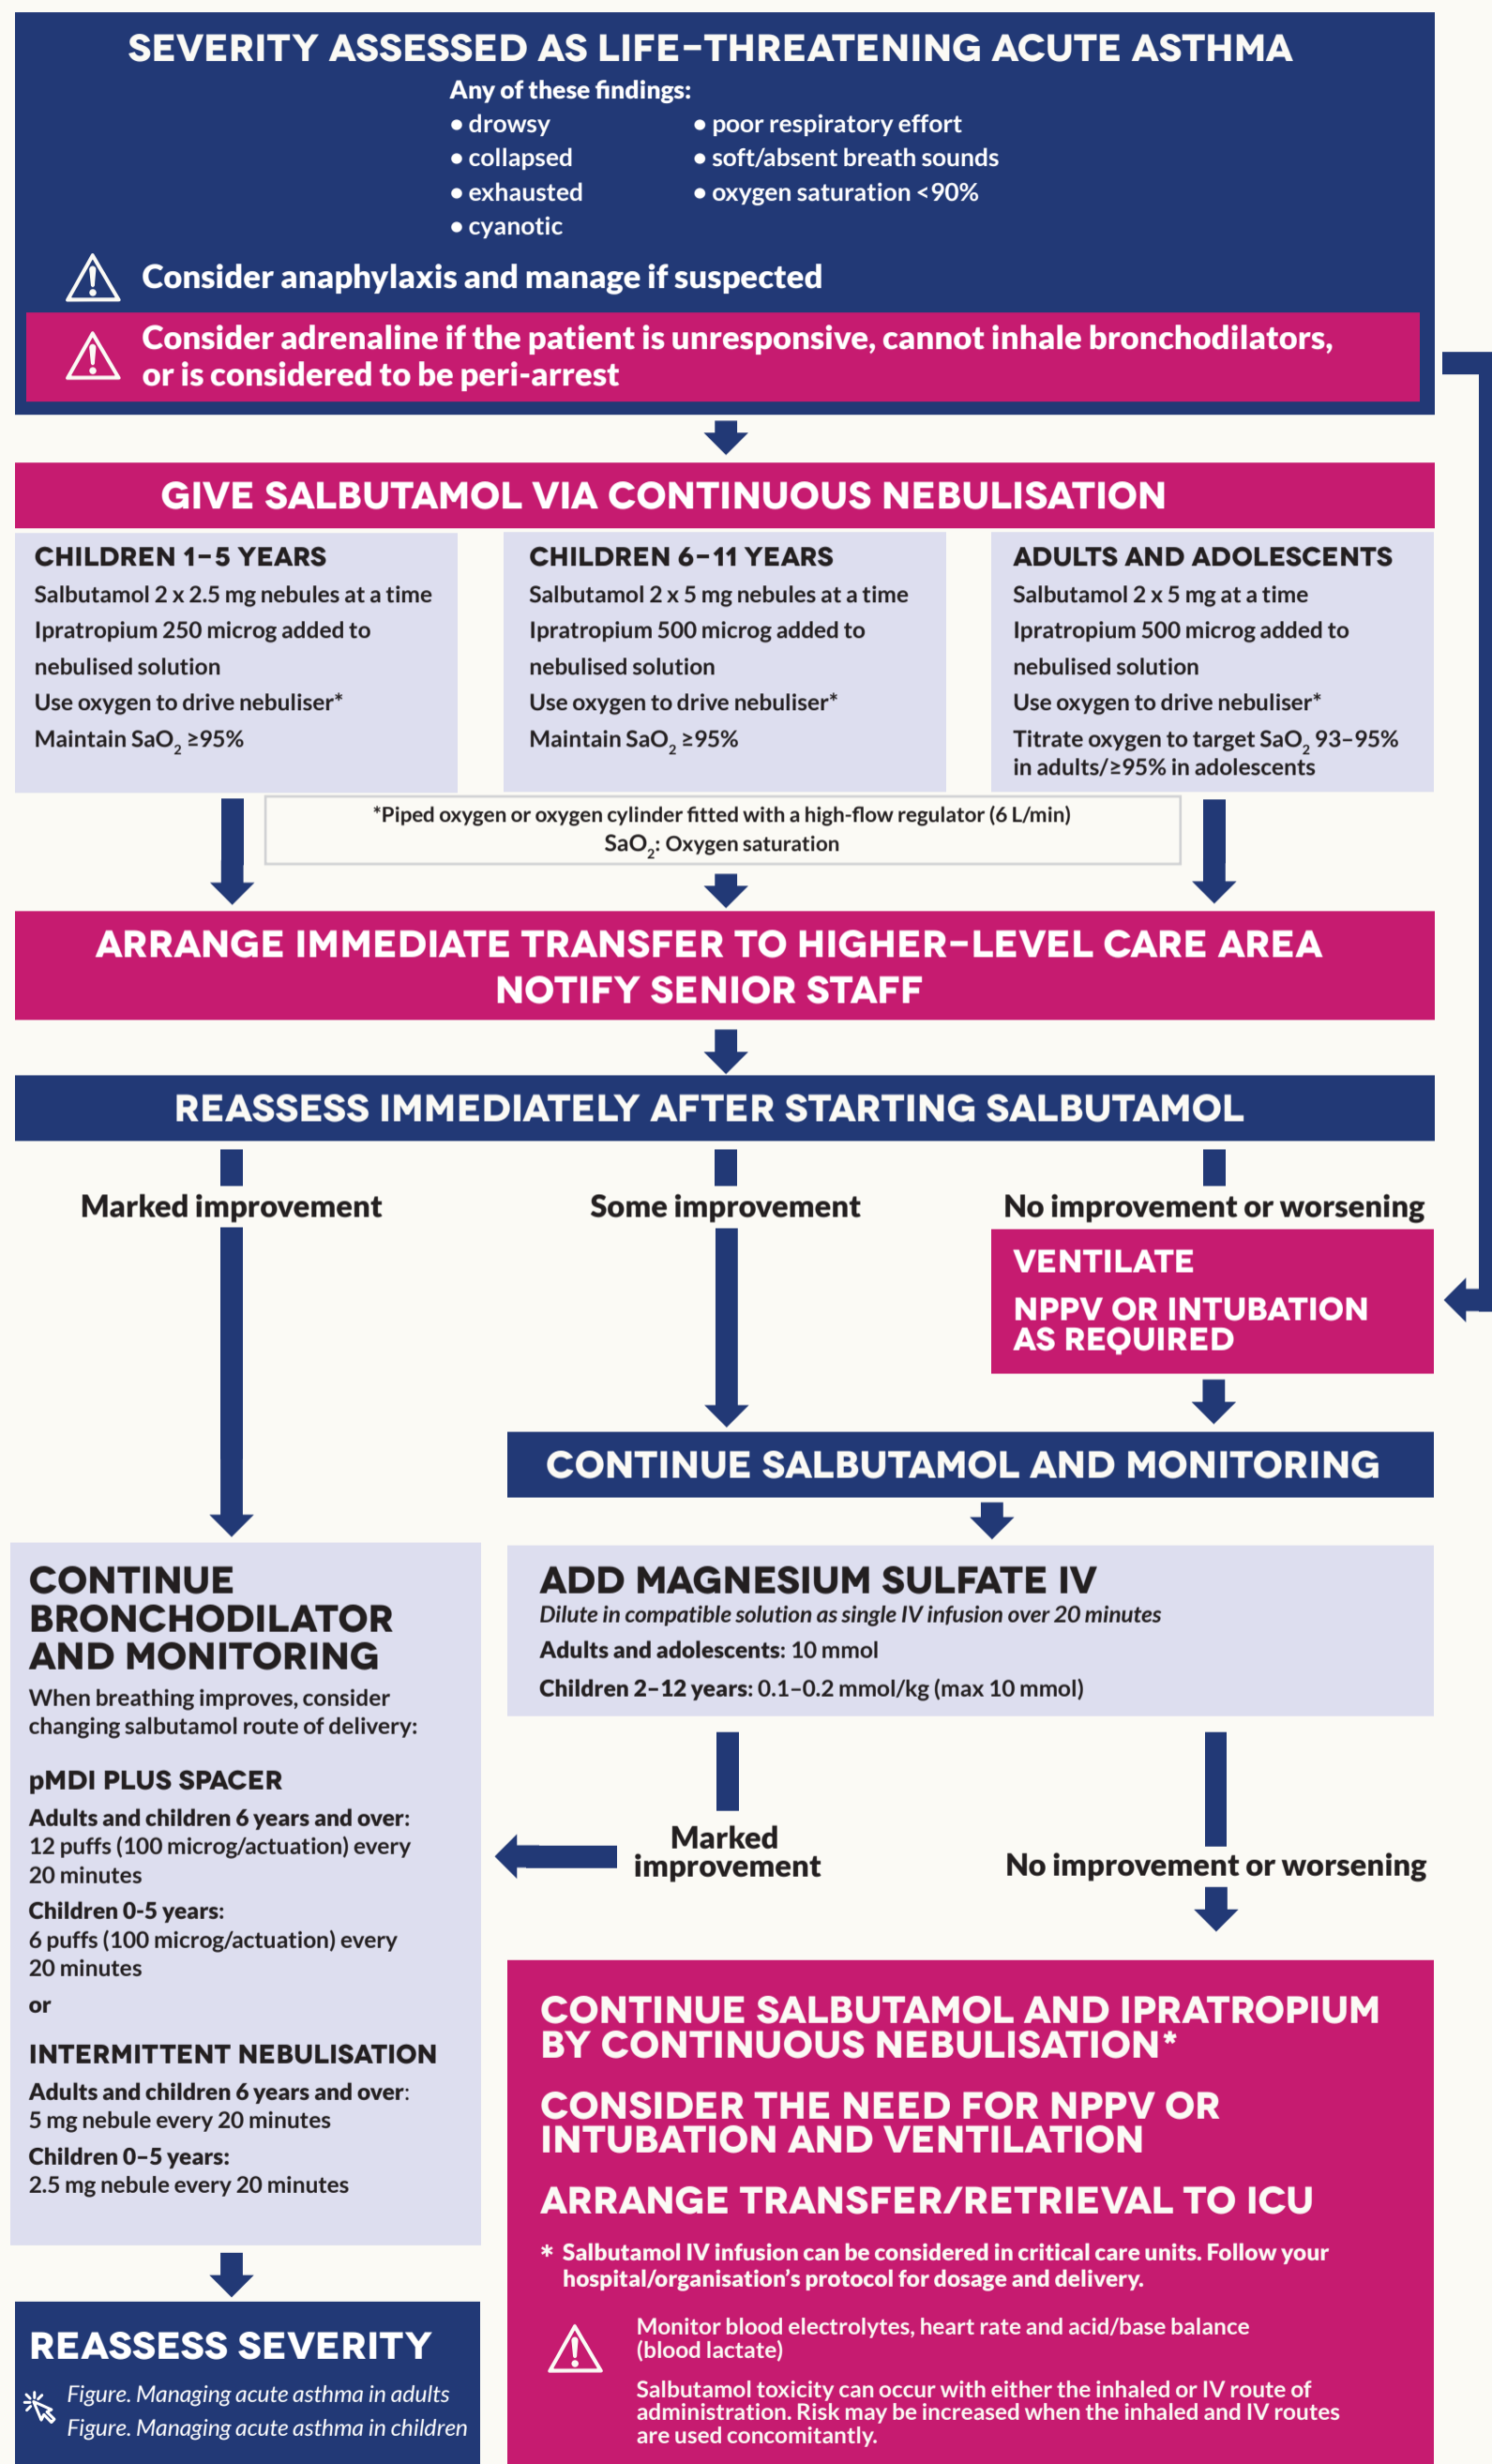 SEVERITY ASSESSED AS LIFE-THREATENING ACUTE ASTHMA
Any of these findings:
• drowsy
• collapsed
• exhausted
• cyanotic
• poor respiratory effort
• soft/absent breath sounds
• oxygen saturation <90%
Consider anaphylaxis and manage if suspected
Consider adrenaline if the patient is unresponsive, cannot inhale bronchodilators,
or is considered to be peri-arrest
GIVE SALBUTAMOL VIA CONTINUOUS NEBULISATION
CHILDREN 1–5 YEARS
Salbutamol 2 x 2.5 mg nebules at a time
Ipratropium 250 microg added to
nebulised solution
Use oxygen to drive nebuliser*
Maintain SaO₂ ≥95%
CHILDREN 6–11 YEARS
Salbutamol 2 x 5 mg nebules at a time
Ipratropium 500 microg added to
nebulised solution
Use oxygen to drive nebuliser*
Maintain SaO₂ ≥95%
ADULTS AND ADOLESCENTS
Salbutamol 2 x 5 mg at a time
Ipratropium 500 microg added to
nebulised solution
Use oxygen to drive nebuliser*
Titrate oxygen to target SaO₂ 93–95%
in adults/≥95% in adolescents
*Piped oxygen or oxygen cylinder fitted with a high-flow regulator (6 L/min)
SaO₂: Oxygen saturation
ARRANGE IMMEDIATE TRANSFER TO HIGHER-LEVEL CARE AREA
NOTIFY SENIOR STAFF
REASSESS IMMEDIATELY AFTER STARTING SALBUTAMOL
Marked improvement
Some improvement
No improvement or worsening
VENTILATE
NPPV OR INTUBATION
AS REQUIRED
CONTINUE SALBUTAMOL AND MONITORING
ADD MAGNESIUM SULFATE IV
Dilute in compatible solution as single IV infusion over 20 minutes
Adults and adolescents: 10 mmol
Children 2–12 years: 0.1–0.2 mmol/kg (max 10 mmol)
Marked
improvement
No improvement or worsening
CONTINUE
BRONCHODILATOR
AND MONITORING
When breathing improves, consider
changing salbutamol route of delivery:
pMDI PLUS SPACER
Adults and children 6 years and over:
12 puffs (100 microg/actuation) every
20 minutes
Children 0-5 years:
6 puffs (100 microg/actuation) every
20 minutes
or
INTERMITTENT NEBULISATION
Adults and children 6 years and over:
5 mg nebule every 20 minutes
Children 0–5 years:
2.5 mg nebule every 20 minutes
REASSESS SEVERITY
Figure. Managing acute asthma in adults
Figure. Managing acute asthma in children
CONTINUE SALBUTAMOL AND IPRATROPIUM
BY CONTINUOUS NEBULISATION*
CONSIDER THE NEED FOR NPPV OR
INTUBATION AND VENTILATION
ARRANGE TRANSFER/RETRIEVAL TO ICU
* Salbutamol IV infusion can be considered in critical care units. Follow your
hospital/organisation’s protocol for dosage and delivery.
Monitor blood electrolytes, heart rate and acid/base balance
(blood lactate)
Salbutamol toxicity can occur with either the inhaled or IV route of
administration. Risk may be increased when the inhaled and IV routes
are used concomitantly.